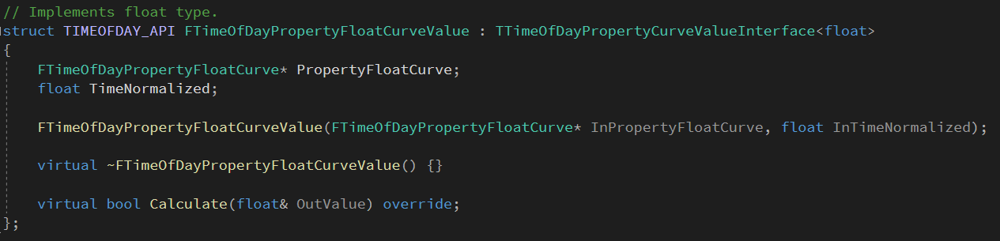 // Implements float type.
struct TIMEOFDAY_API FTimeOfDayPropertyFloatCurveValue : TTimeOfDayPropertyCurveValueInterface<float>
{
FTimeOfDayPropertyFloatCurve* PropertyFloatCurve;
float TimeNormalized;
FTimeOfDayPropertyFloatCurveValue(FTimeOfDayPropertyFloatCurve* InPropertyFloatCurve, float InTimeNormalized);
virtual ~FTimeOfDayPropertyFloatCurveValue() {}
virtual bool Calculate(float& OutValue) override;
};